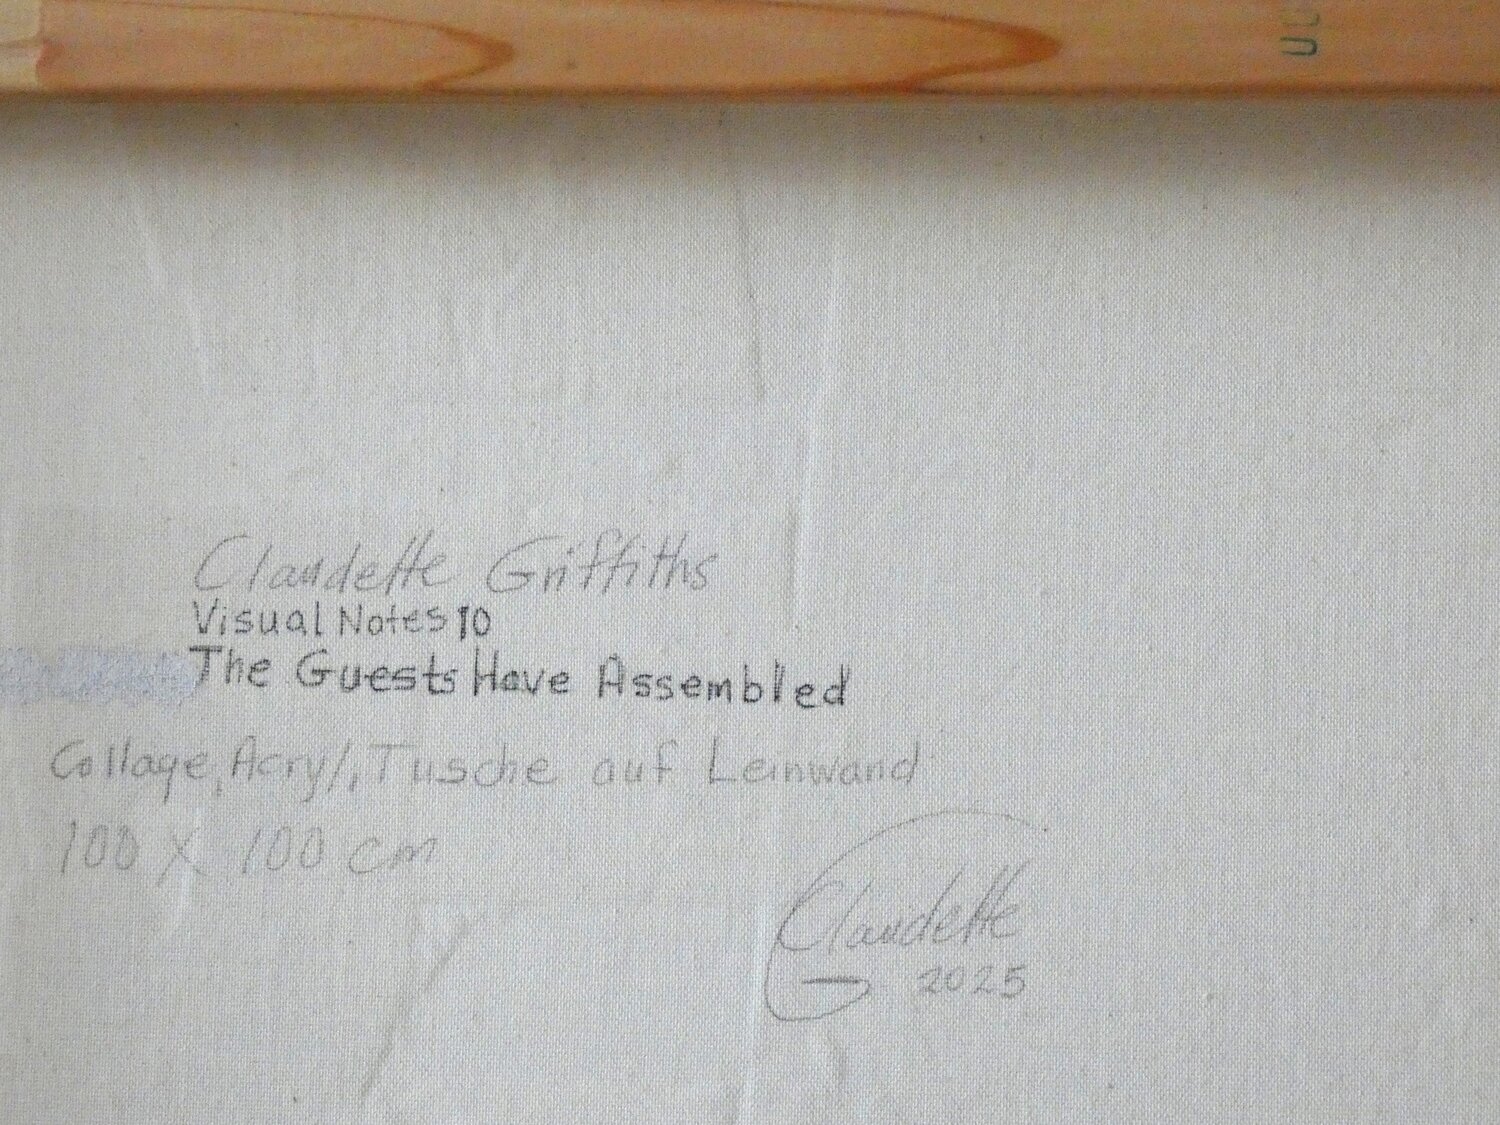 Claudette Griffiths
Visual Notes 10
The Guests Have Assembled
Collage, Acryl, Tusche auf Leinwand
100 x 100 cm
Claudette G
2025